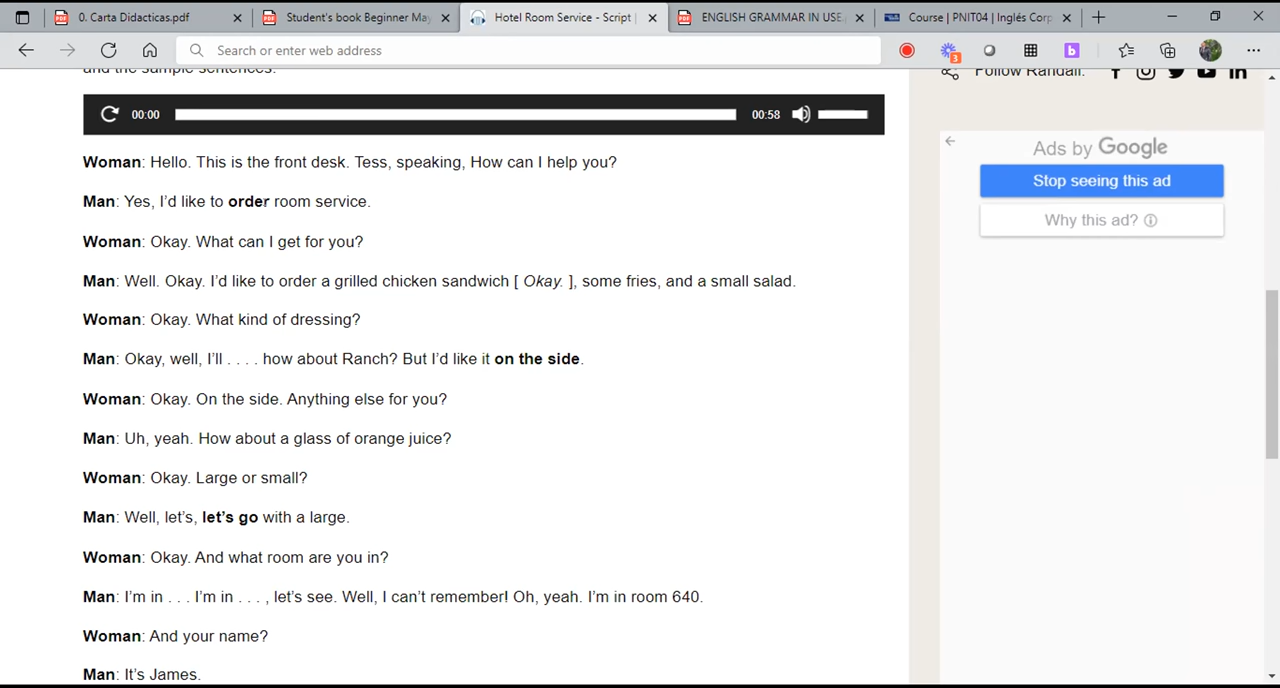 0. Carta Didacticas.pdf
Student's book Beginner May
Hotel Room Service - Script |
ENGLISH GRAMMAR IN USE.
Course | PNIT04 | Inglés Corp
Search or enter web address
3
b
and the sample sentences.
Follow Randall:
00:00
00:58
Woman: Hello. This is the front desk. Tess, speaking, How can I help you?
Man: Yes, I'd like to order room service.
Woman: Okay. What can I get for you?
Man: Well. Okay. I'd like to order a grilled chicken sandwich [ Okay. ], some fries, and a small salad.
Woman: Okay. What kind of dressing?
Man: Okay, well, I'll . . . . how about Ranch? But I'd like it on the side.
Woman: Okay. On the side. Anything else for you?
Man: Uh, yeah. How about a glass of orange juice?
Woman: Okay. Large or small?
Man: Well, let's, let's go with a large.
Woman: Okay. And what room are you in?
Man: I'm in . . . I'm in . . . , let's see. Well, I can't remember! Oh, yeah. I'm in room 640.
Woman: And your name?
Man: It's James.
Ads by Google
Stop seeing this ad
Why this ad?